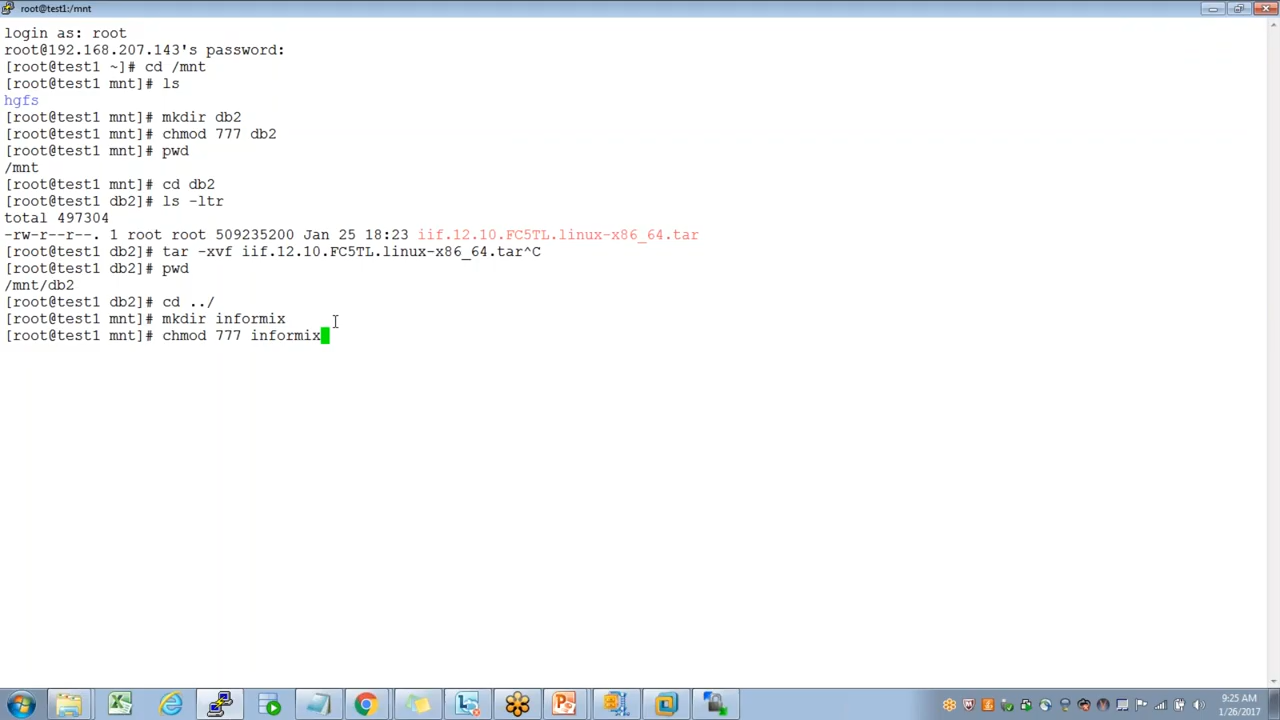 root@test1:/mnt
login as: root
root@192.168.207.143's password:
[root@test1 ~]# cd /mnt
[root@test1 mnt]# ls
hgfs
[root@test1 mnt]# mkdir db2
[root@test1 mnt]# chmod 777 db2
[root@test1 mnt]# pwd
/mnt
[root@test1 mnt]# cd db2
[root@test1 db2]# ls -ltr
total 497304
-rw-r--r--. 1 root root 509235200 Jan 25 18:23 iif.12.10.FC5TL.linux-x86_64.tar
[root@test1 db2]# tar -xvf iif.12.10.FC5TL.linux-x86_64.tar^C
[root@test1 db2]# pwd
/mnt/db2
[root@test1 db2]# cd ../
[root@test1 mnt]# mkdir informix
[root@test1 mnt]# chmod 777 informix
9:25 AM
1/26/2017